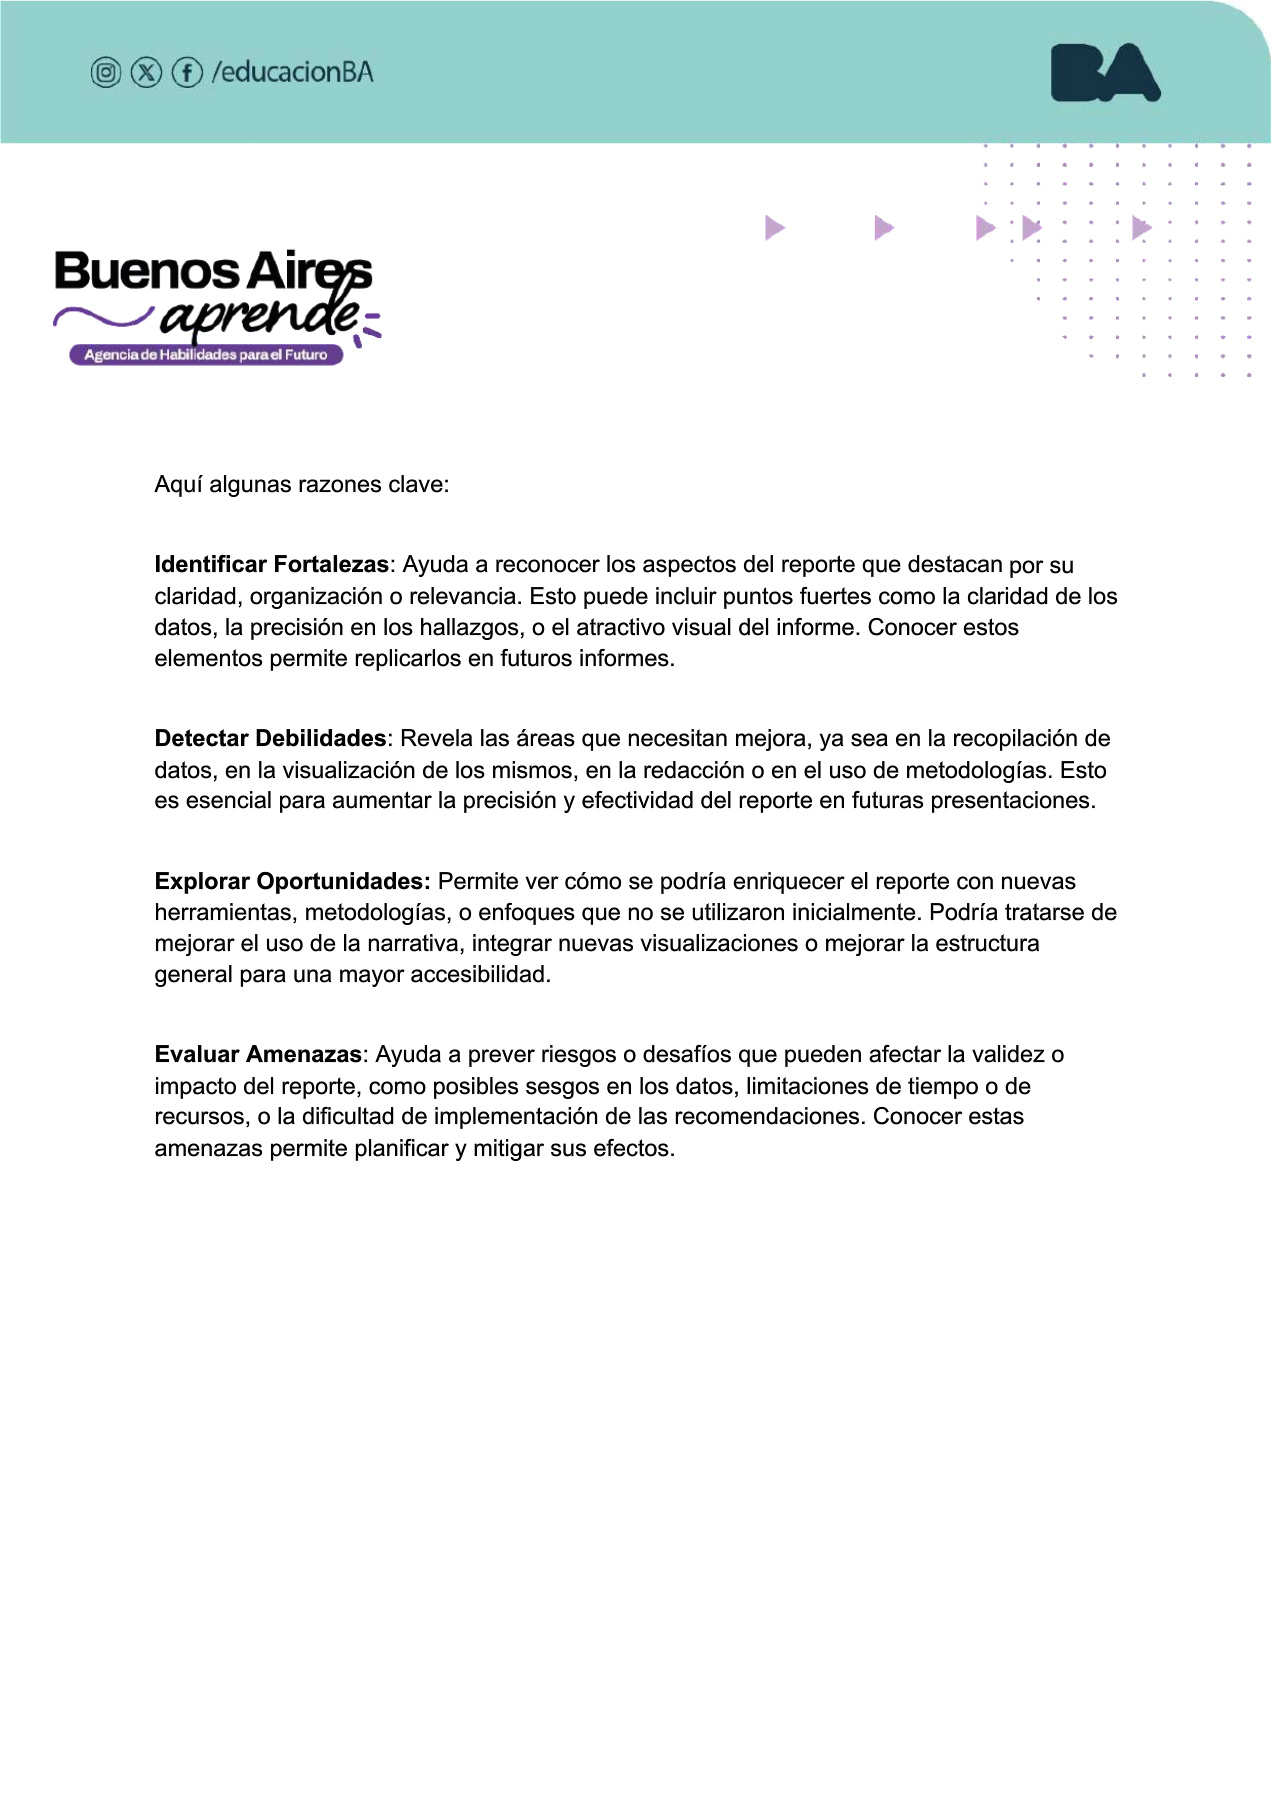 /educacionBA
BA
Buenos Aires
aprende
Agencia de Habilidades para el Futuro
Aquí algunas razones clave:
Identificar Fortalezas: Ayuda a reconocer los aspectos del reporte que destacan por su
claridad, organización o relevancia. Esto puede incluir puntos fuertes como la claridad de los
datos, la precisión en los hallazgos, o el atractivo visual del informe. Conocer estos
elementos permite replicarlos en futuros informes.
Detectar Debilidades: Revela las áreas que necesitan mejora, ya sea en la recopilación de
datos, en la visualización de los mismos, en la redacción o en el uso de metodologías. Esto
es esencial para aumentar la precisión y efectividad del reporte en futuras presentaciones.
Explorar Oportunidades: Permite ver cómo se podría enriquecer el reporte con nuevas
herramientas, metodologías, o enfoques que no se utilizaron inicialmente. Podría tratarse de
mejorar el uso de la narrativa, integrar nuevas visualizaciones o mejorar la estructura
general para una mayor accesibilidad.
Evaluar Amenazas: Ayuda a prever riesgos o desafíos que pueden afectar la validez o
impacto del reporte, como posibles sesgos en los datos, limitaciones de tiempo o de
recursos, o la dificultad de implementación de las recomendaciones. Conocer estas
amenazas permite planificar y mitigar sus efectos.